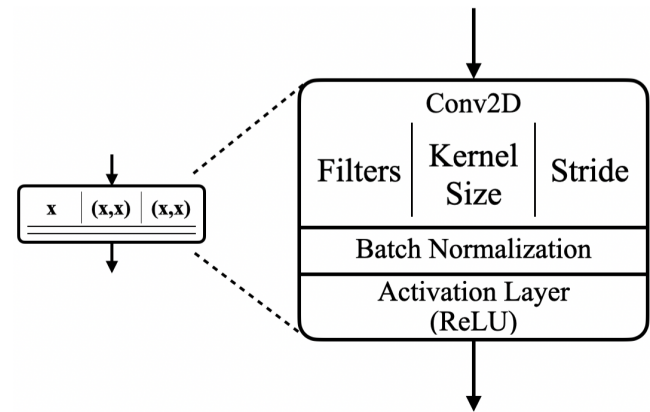 x (x,x) (x,x)
Conv2D
Filters Kernel Size Stride
Batch Normalization
Activation Layer
(ReLU)